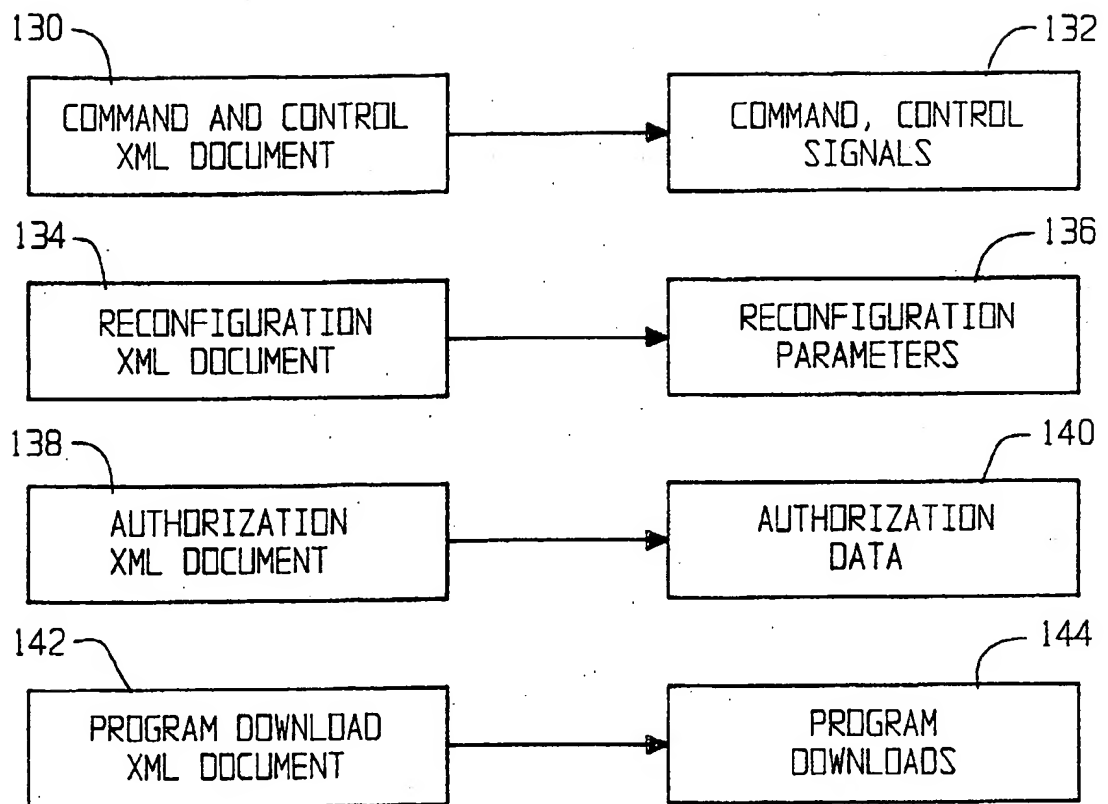 130
132
COMMAND AND CONTROL
XML DOCUMENT
COMMAND, CONTROL
SIGNALS
134
136
RECONFIGURATION
XML DOCUMENT
RECONFIGURATION
PARAMETERS
138
140
AUTHORIZATION
XML DOCUMENT
AUTHORIZATION
DATA
142
144
PROGRAM DOWNLOAD
XML DOCUMENT
PROGRAM
DOWNLOADS